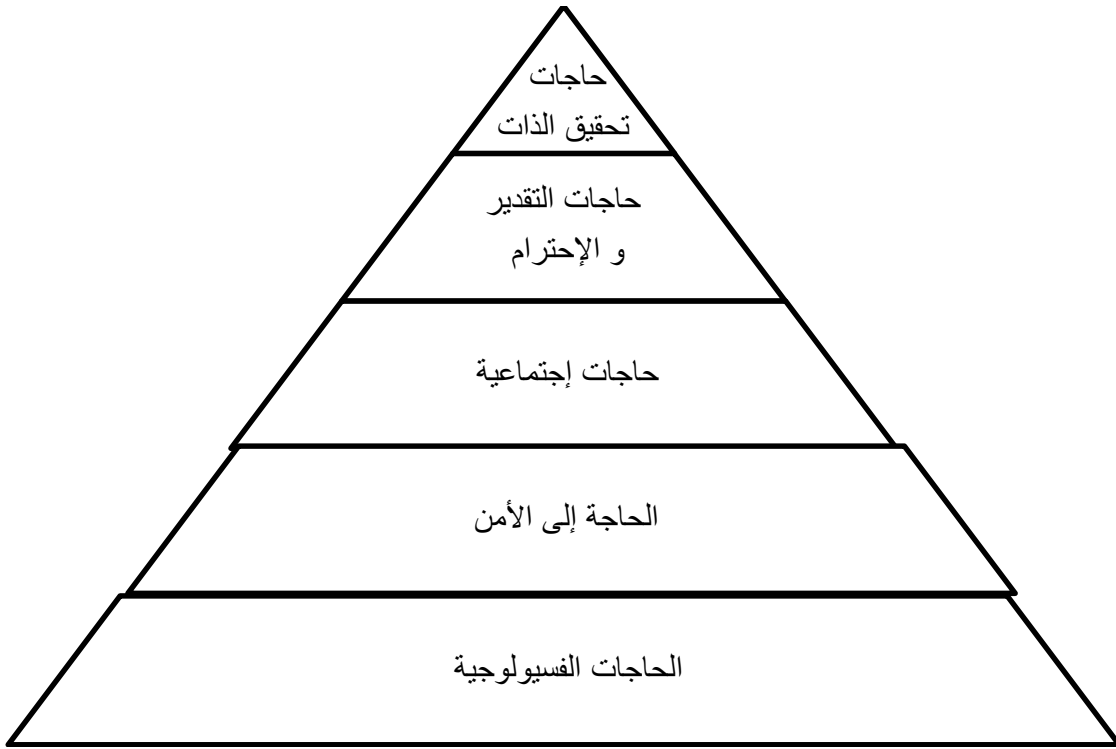 حاجات
تحقيق الذات
حاجات التقدير
و الإحترام
حاجات إجتماعية
الحاجة إلى الأمن
الحاجات الفسيولوجية